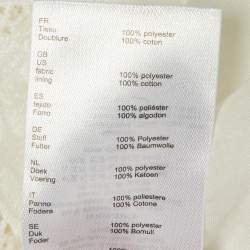 FR
Tissu 100% polyester
Doublure 100% coton
GB
US
fabric 100% polyester
lining 100% cotton
ES
tejido 100% poliéster
Forro 100% algodon
DE
Stoff 100% Polyester
Futter 100% Baumwolle
NL
Doek 100% polyester
Voering 100% Katoen
IT
Panno 100% poliestere
Fodera 100% Cotone
SE
Duk 100% polyester
Foder 100% Bomull